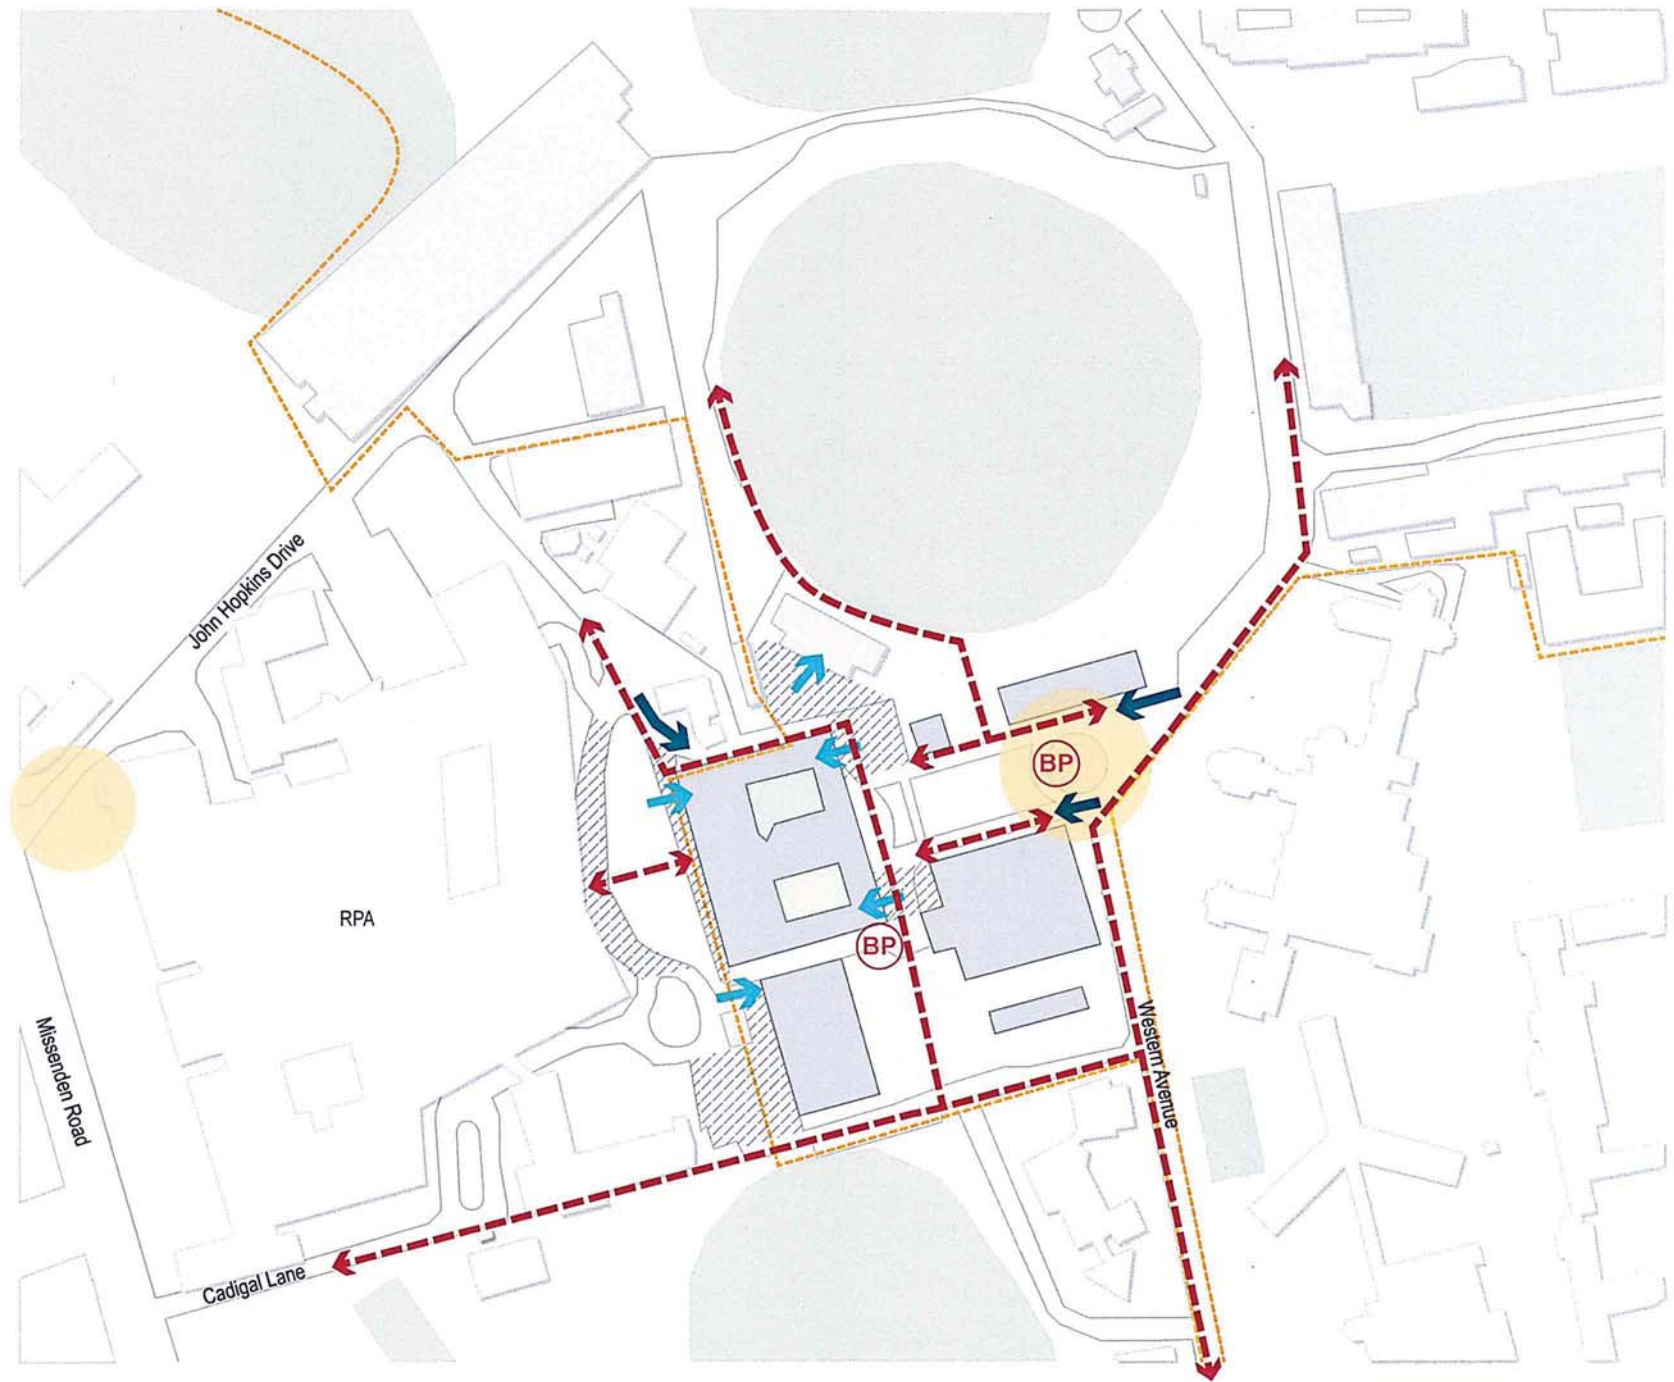 John Hopkins Drive
BP
RPA
BP
Missenden Road
Western Avenue
Cadigal Lane